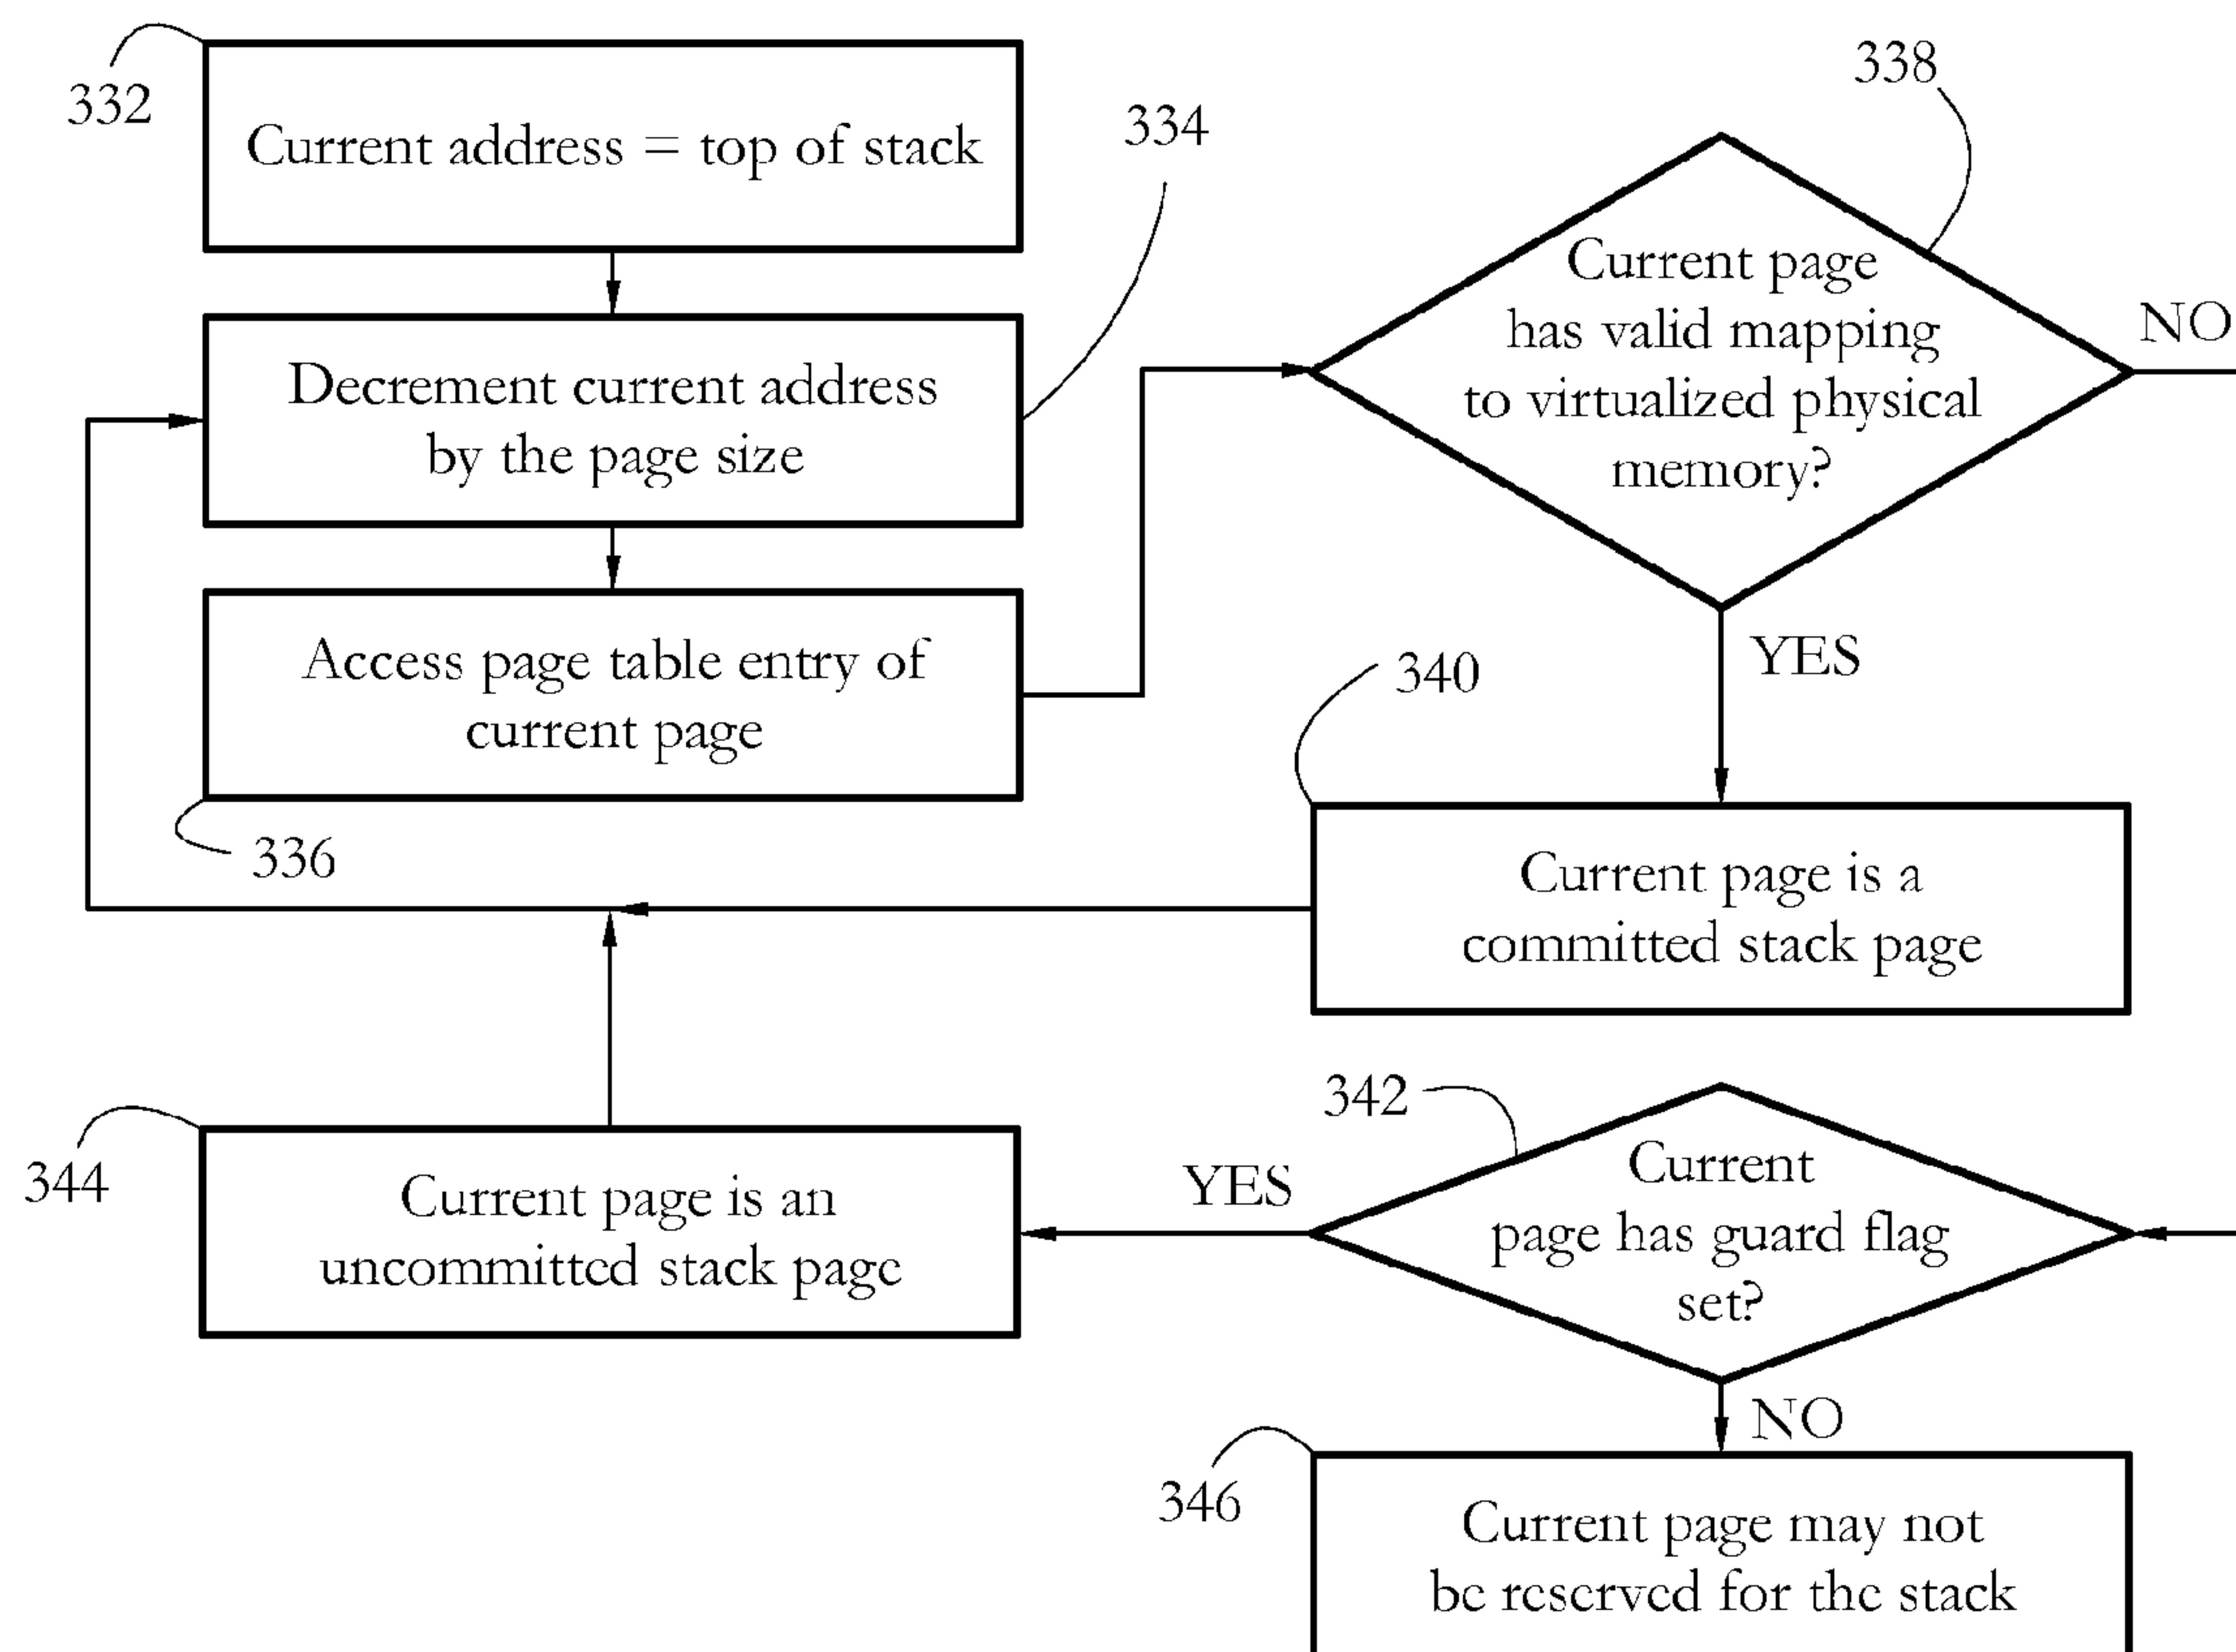 332
Current address = top of stack
334
Decrement current address
by the page size
Access page table entry of
current page
336
338
Current page
has valid mapping
to virtualized physical
memory?
NO
YES
340
Current page is a
committed stack page
342
Current
page has guard flag
set?
YES
344
Current page is an
uncommitted stack page
NO
346
Current page may not
be reserved for the stack